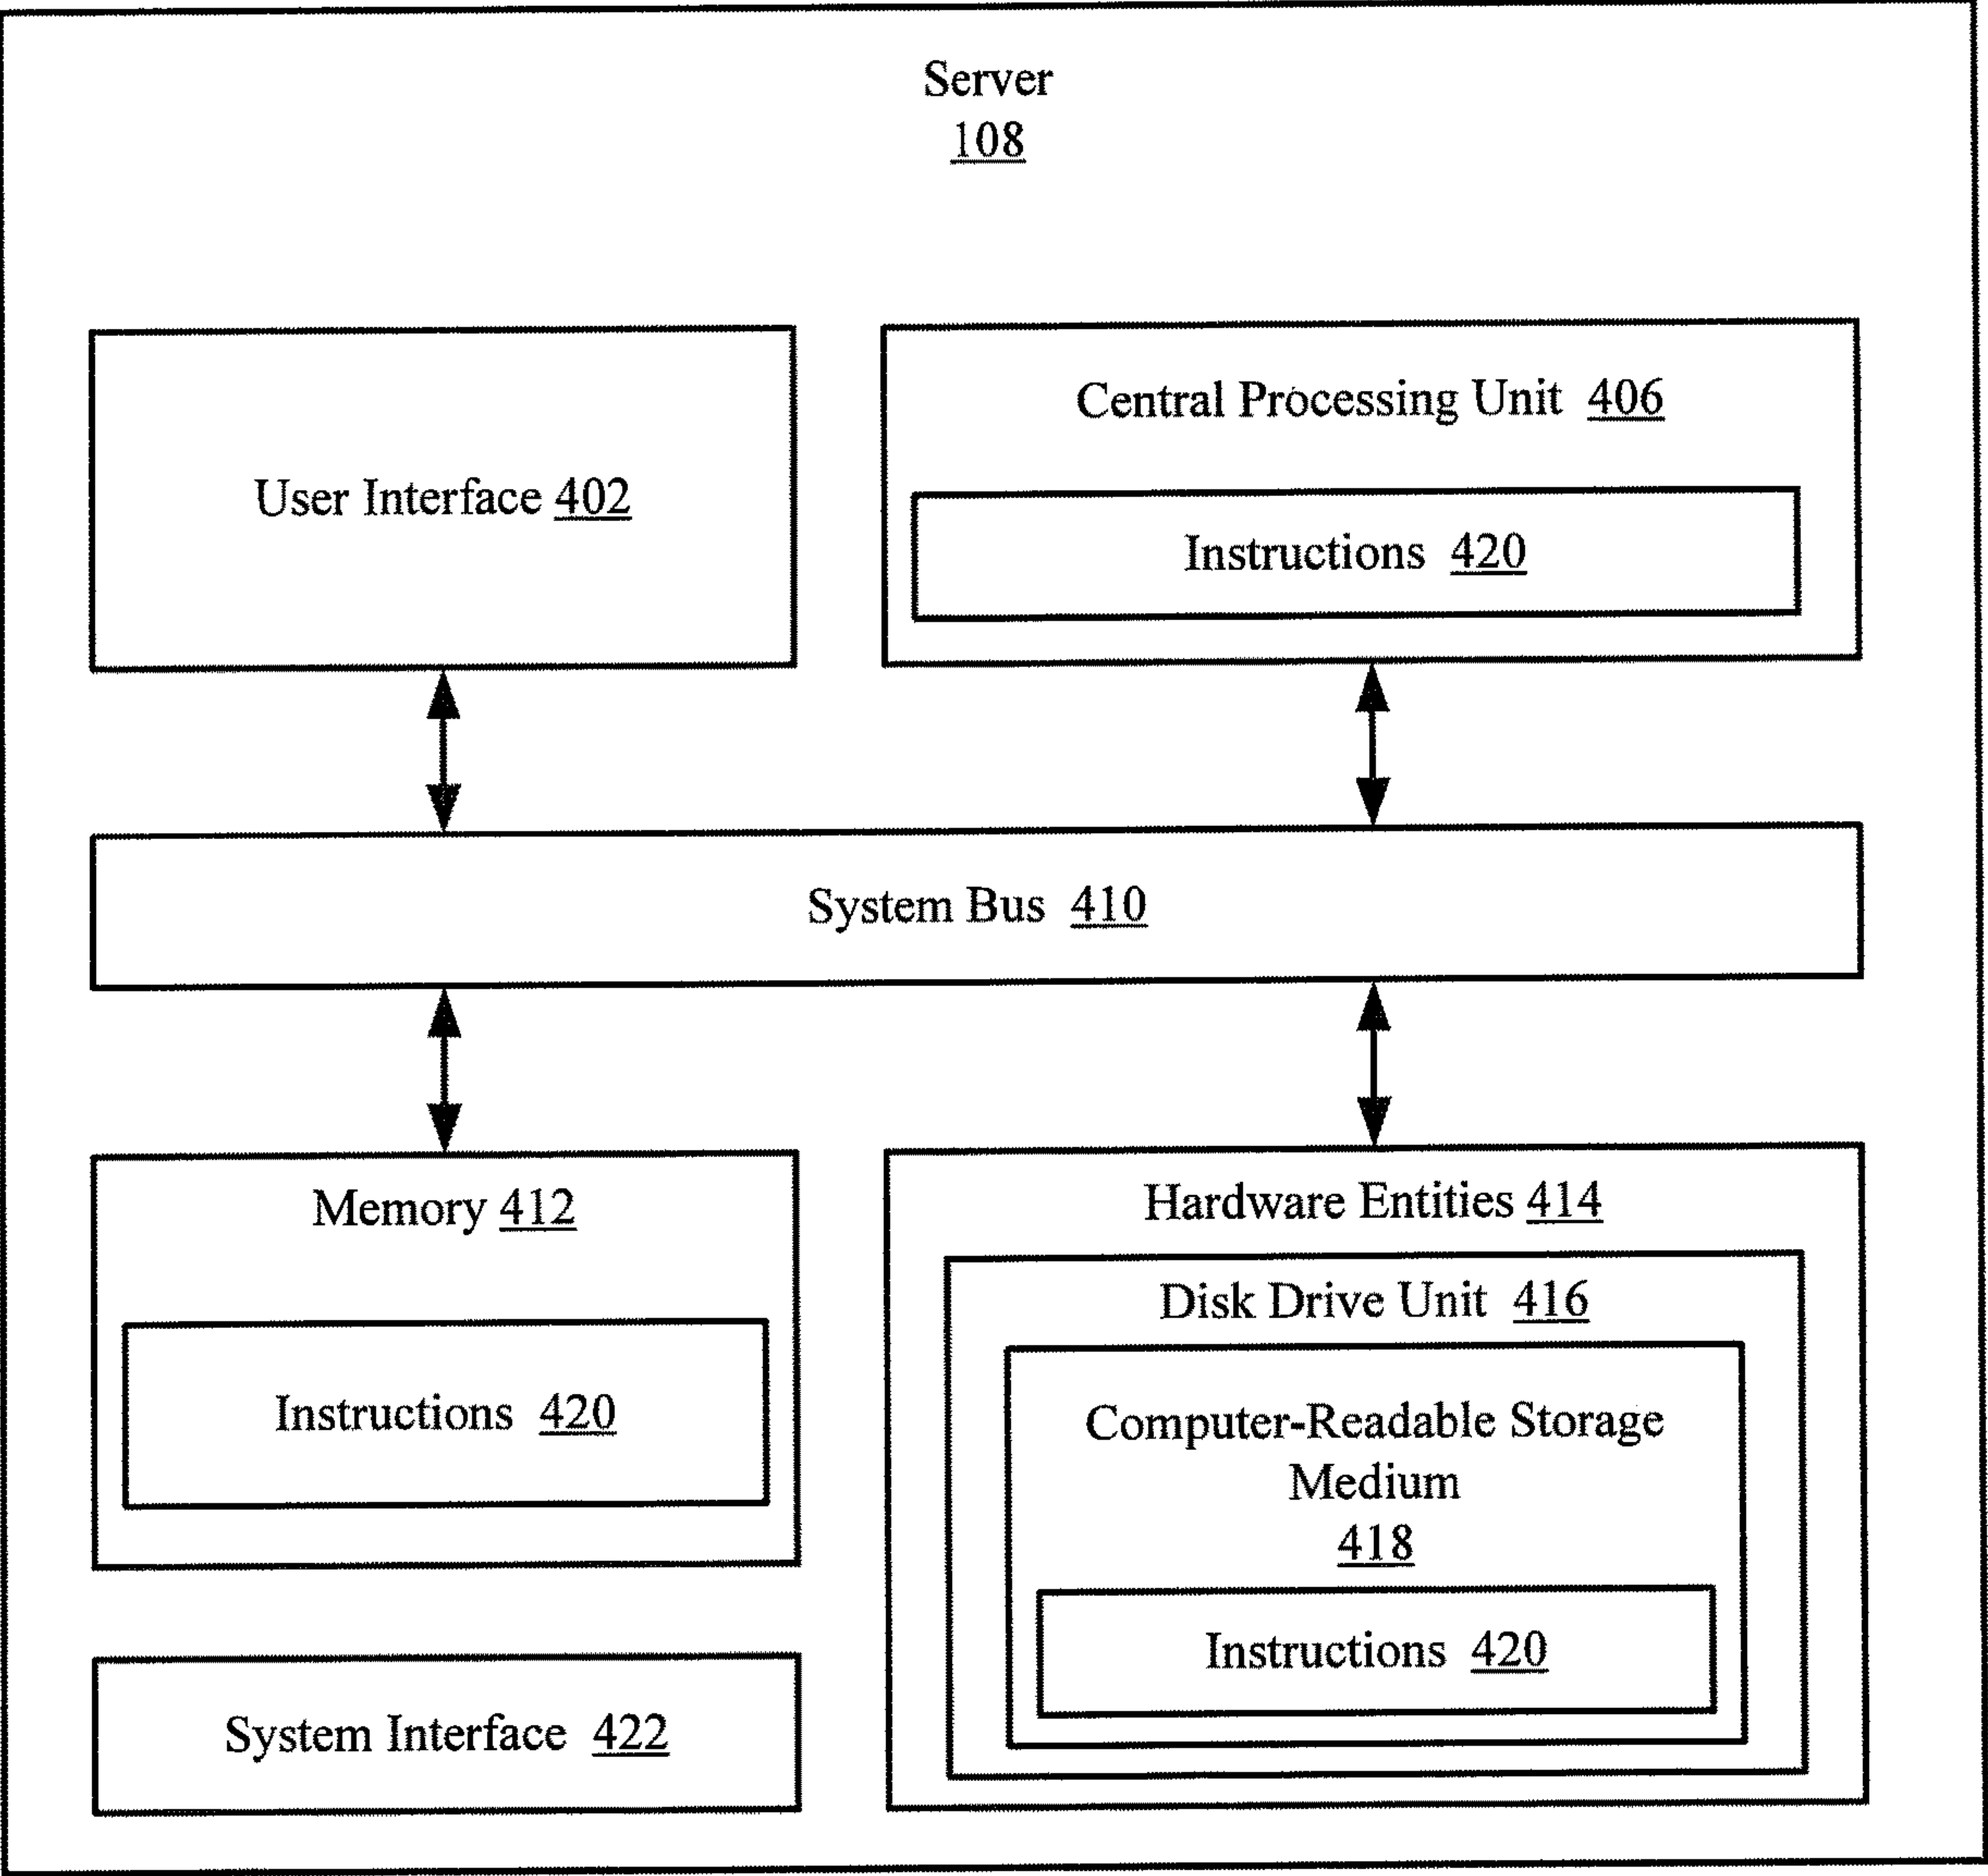 Server
108
User Interface 402
Central Processing Unit 406
Instructions 420
System Bus 410
Memory 412
Instructions 420
Hardware Entities 414
Disk Drive Unit 416
Computer-Readable Storage
Medium
418
Instructions 420
System Interface 422